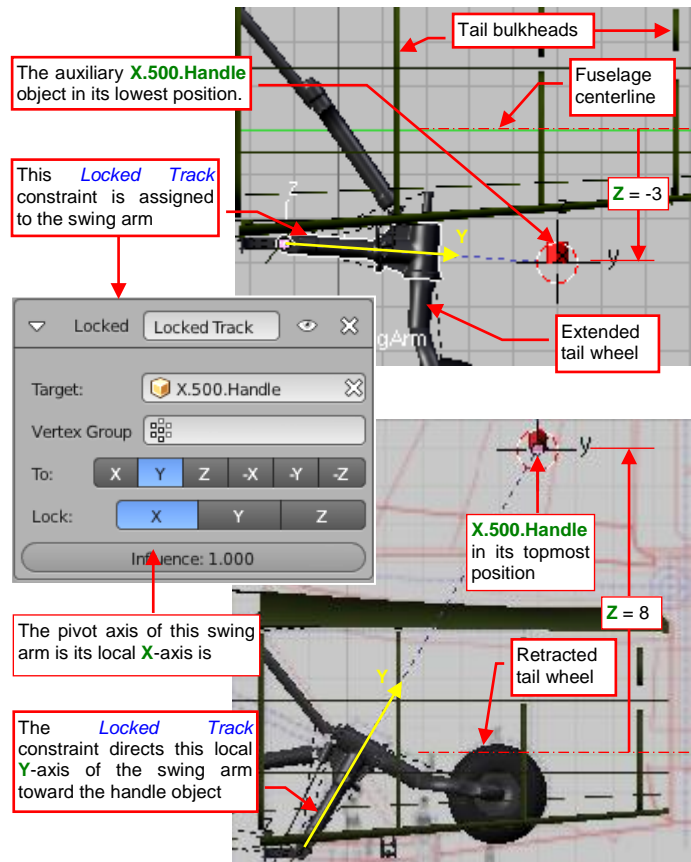 Tail bulkheads
The auxiliary X.500.Handle
object in its lowest position.
Fuselage
centerline
This Locked Track
constraint is assigned
to the swing arm
Z
Z = -3
Y
y
Locked
Locked Track
Extended
tail wheel
gArm
Target:
X.500.Handle
Vertex Group
To:
X Y Z -X -Y -Z
Lock:
X Y Z
Influence: 1.000
y
X.500.Handle
in its topmost
position
Z = 8
The pivot axis of this swing
arm is its local X-axis is
Retracted
tail wheel
Y
The Locked Track
constraint directs this local
Y-axis of the swing arm
toward the handle object
z